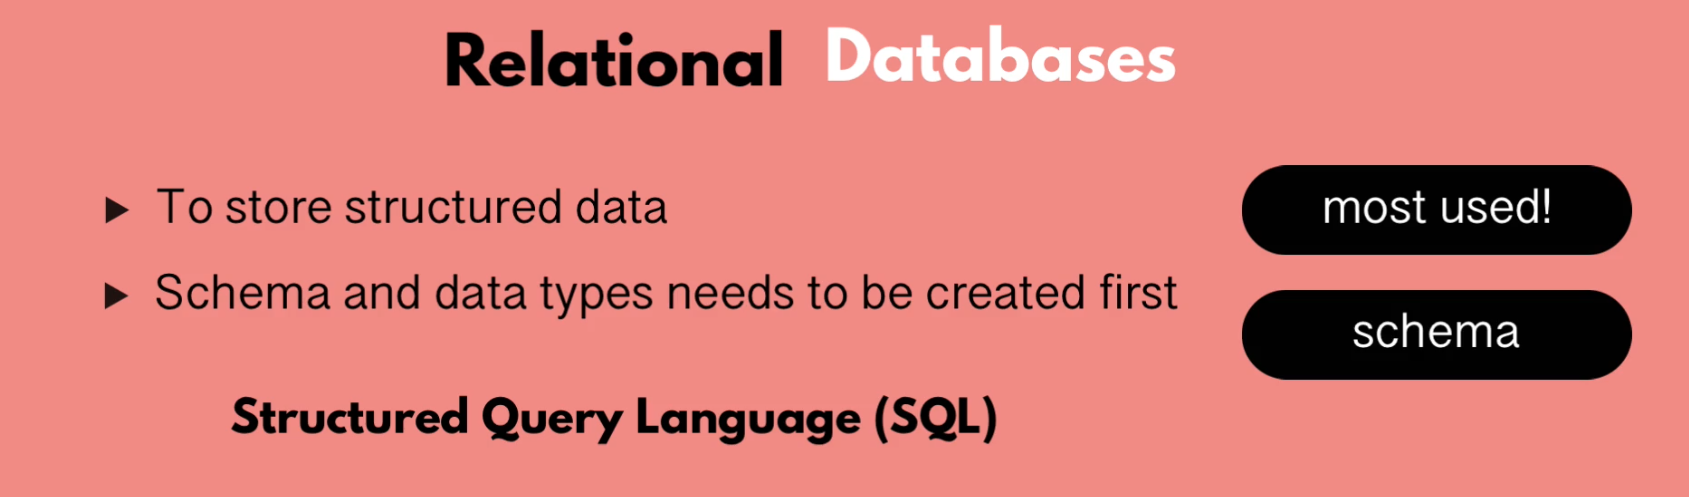 Relational Databases
To store structured data
most used!
Schema and data types needs to be created first
schema
Structured Query Language (SQL)